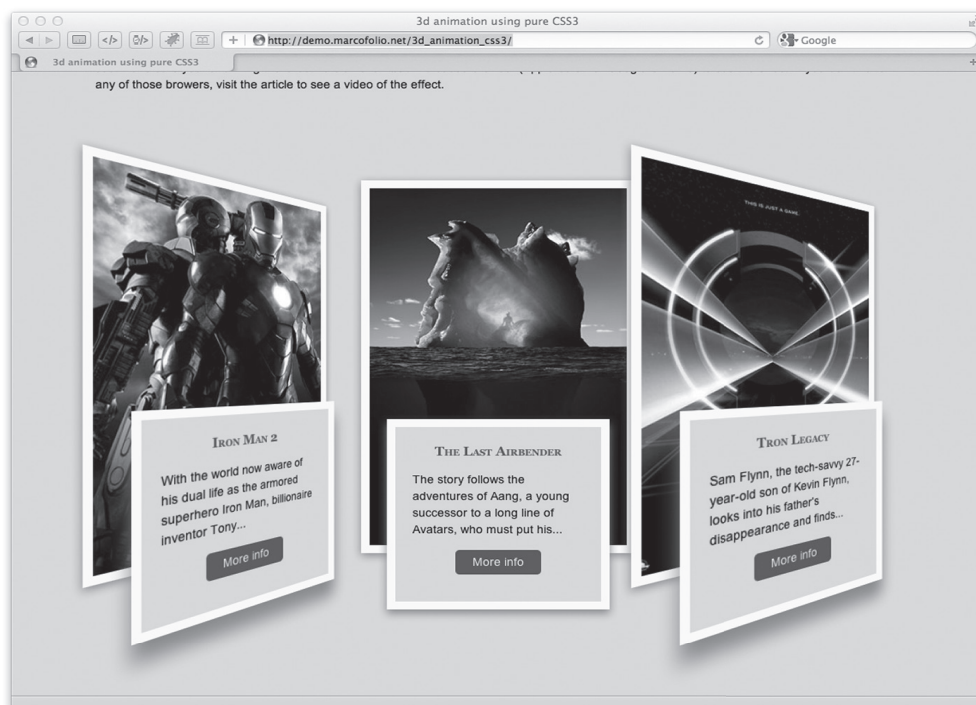 3d animation using pure CSS3
http://demo.marcofolio.net/3d_animation_css3/
Google
3d animation using pure CSS3
any of those browers, visit the article to see a video of the effect.
THIS IS JUST A GAME.
Iron Man 2
With the world now aware of
his dual life as the armored
superhero Iron Man, billionaire
inventor Tony...
More info
The Last Airbender
The story follows the
adventures of Aang, a young
successor to a long line of
Avatars, who must put his...
More info
Tron Legacy
Sam Flynn, the tech-savvy 27-
year-old son of Kevin Flynn,
looks into his father's
disappearance and finds...
More info